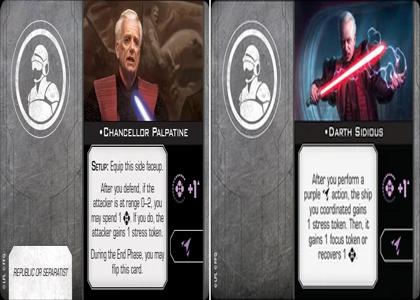 •CHANCELLOR PALPATINE
SETUP: Equip this side faceup.
After you defend, if the
attacker is at range 0–2, you
may spend 1 . If you do, the
attacker gains 1 stress token.
During the End Phase, you may
flip this card.
+1
REPUBLIC OR SEPARATIST
•DARTH SIDIOUS
After you perform a
purple action, the ship
you coordinated gains
1 stress token. Then, it
gains 1 focus token or
recovers 1 .
+1